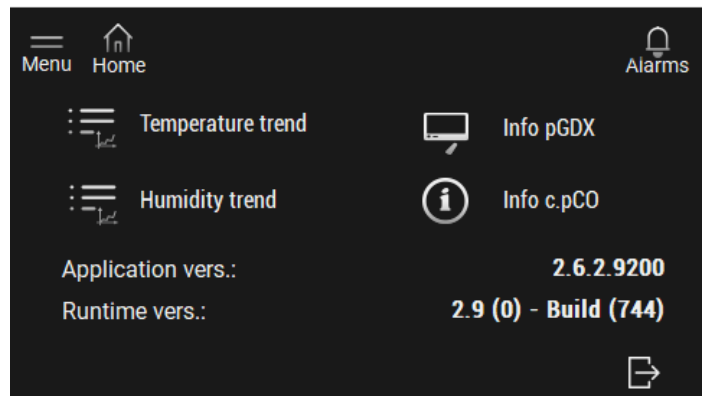 Menu Home Alarms
Temperature trend Info pGDX
Humidity trend Info c.pCO
Application vers.: 2.6.2.9200
Runtime vers.: 2.9 (0) - Build (744)